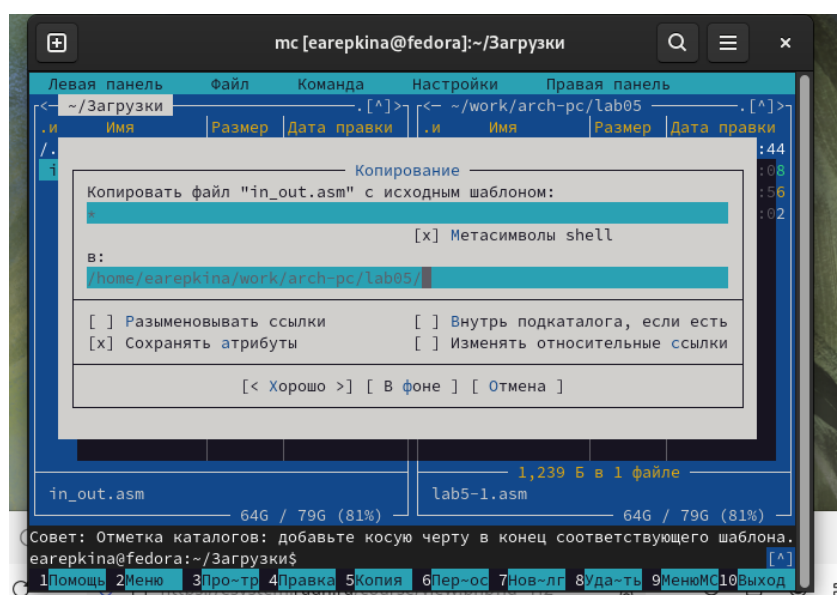 mc [earepkina@fedora]:~/Загрузки
Левая панель Файл Команда Настройки Правая панель
<— ~/Загрузки —.[^]>
<— ~/work/arch-pc/lab05 —.[^]>
.и Имя Размер Дата правки .и Имя Размер Дата правки
/. :44
i :08
:56
:02
Копирование
Копировать файл "in_out.asm" с исходным шаблоном:
*
[x] Метасимволы shell
в:
/home/earepkina/work/arch-pc/lab05/
[ ] Разыменовывать ссылки [ ] Внутрь подкаталога, если есть
[x] Сохранять атрибуты [ ] Изменять относительные ссылки
[< Хорошо >] [ В фоне ] [ Отмена ]
1,239 Б в 1 файле
in_out.asm lab5-1.asm
64G / 79G (81%) 64G / 79G (81%)
Совет: Отметка каталогов: добавьте косую черту в конец соответствующего шаблона.
earepkina@fedora:~/Загрузки$ [^]
1Помощь 2Меню 3Про~тр 4Правка 5Копия 6Пер~ос 7Нов~лг 8Уда~ть 9МенюMC 10Выход